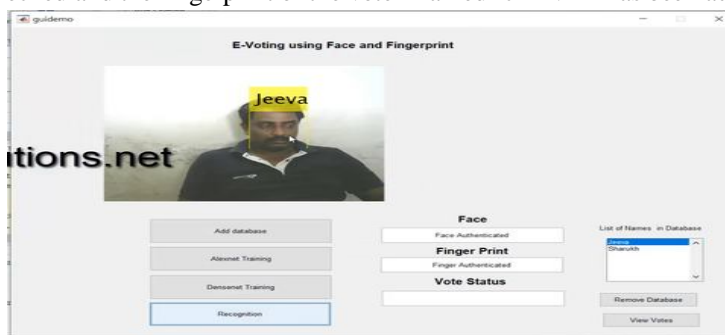 guidemo
E-Voting using Face and Fingerprint
Jeeva
utions.net
Face
Add database
Face Authenticated
List of Names in Database
Finger Print
Jeeva
Sharukh
Alexnet Training
Finger Authenticated
Vote Status
Densenet Training
Remove Database
Recognition
View Votes